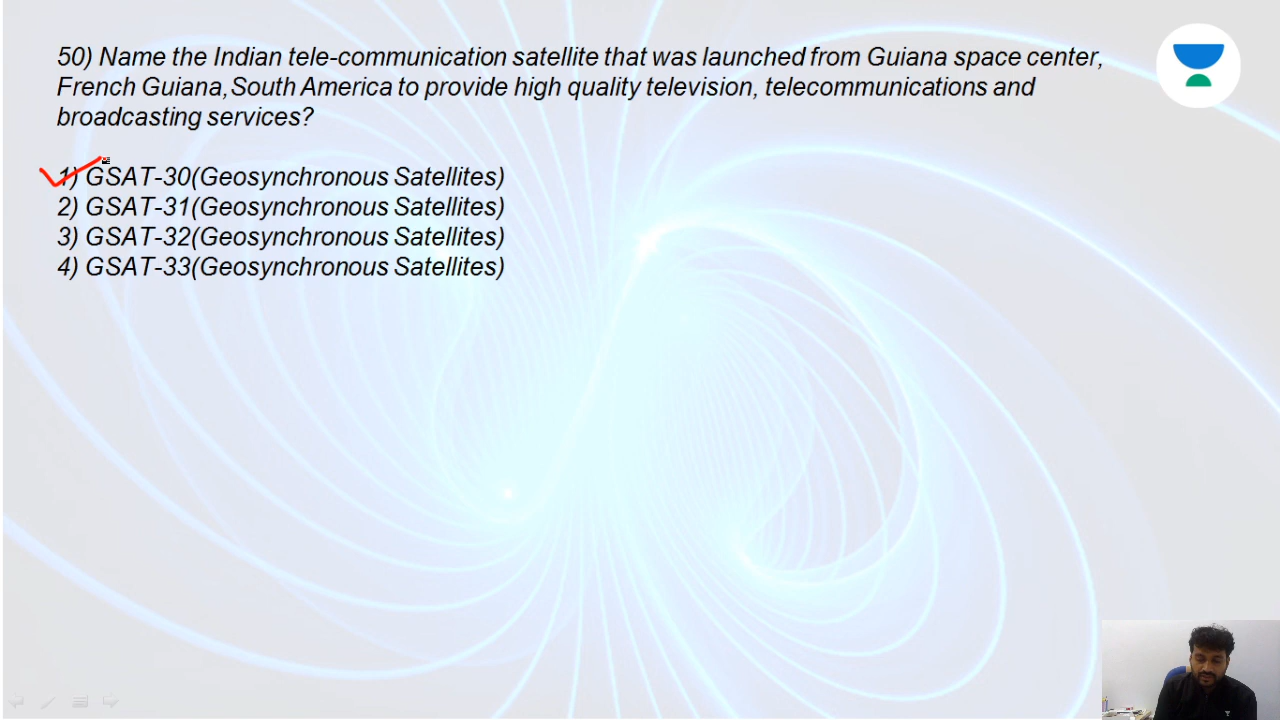 50) Name the Indian tele-communication satellite that was launched from Guiana space center,
French Guiana,South America to provide high quality television, telecommunications and
broadcasting services?
1) GSAT-30(Geosynchronous Satellites)
2) GSAT-31(Geosynchronous Satellites)
3) GSAT-32(Geosynchronous Satellites)
4) GSAT-33(Geosynchronous Satellites)